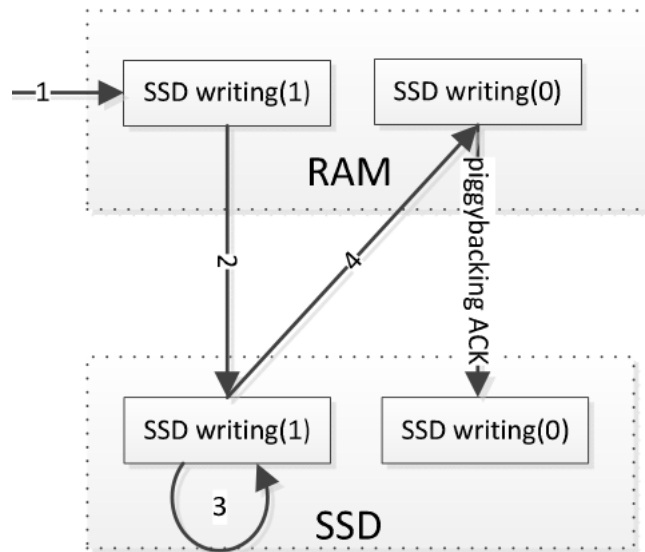 1
SSD writing(1)
SSD writing(0)
RAM
piggybacking ACK
2
4
SSD writing(1)
SSD writing(0)
3
SSD